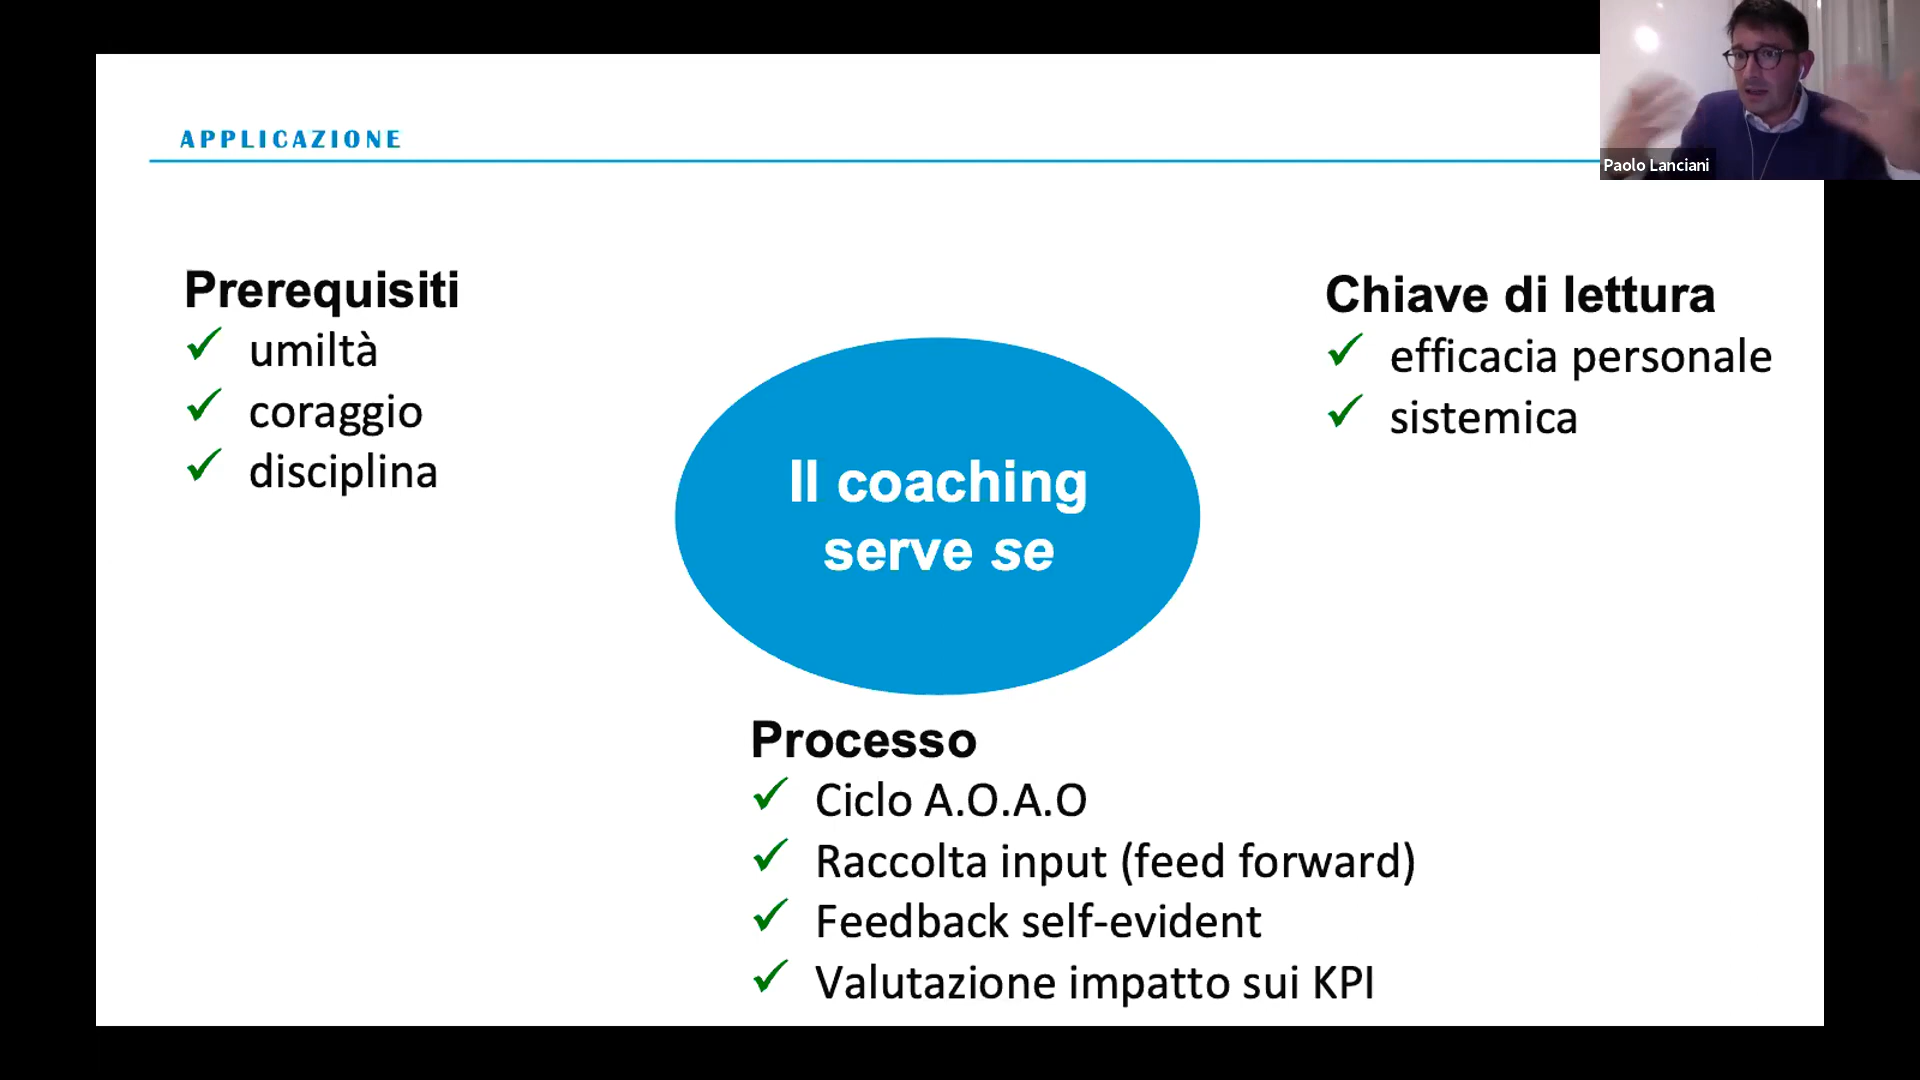 APPLICAZIONE
Paolo Lanciani
Prerequisiti
✓ umiltà
✓ coraggio
✓ disciplina
Chiave di lettura
✓ efficacia personale
✓ sistemica
Il coaching
serve se
Processo
✓ Ciclo A.O.A.O
✓ Raccolta input (feed forward)
✓ Feedback self-evident
✓ Valutazione impatto sui KPI